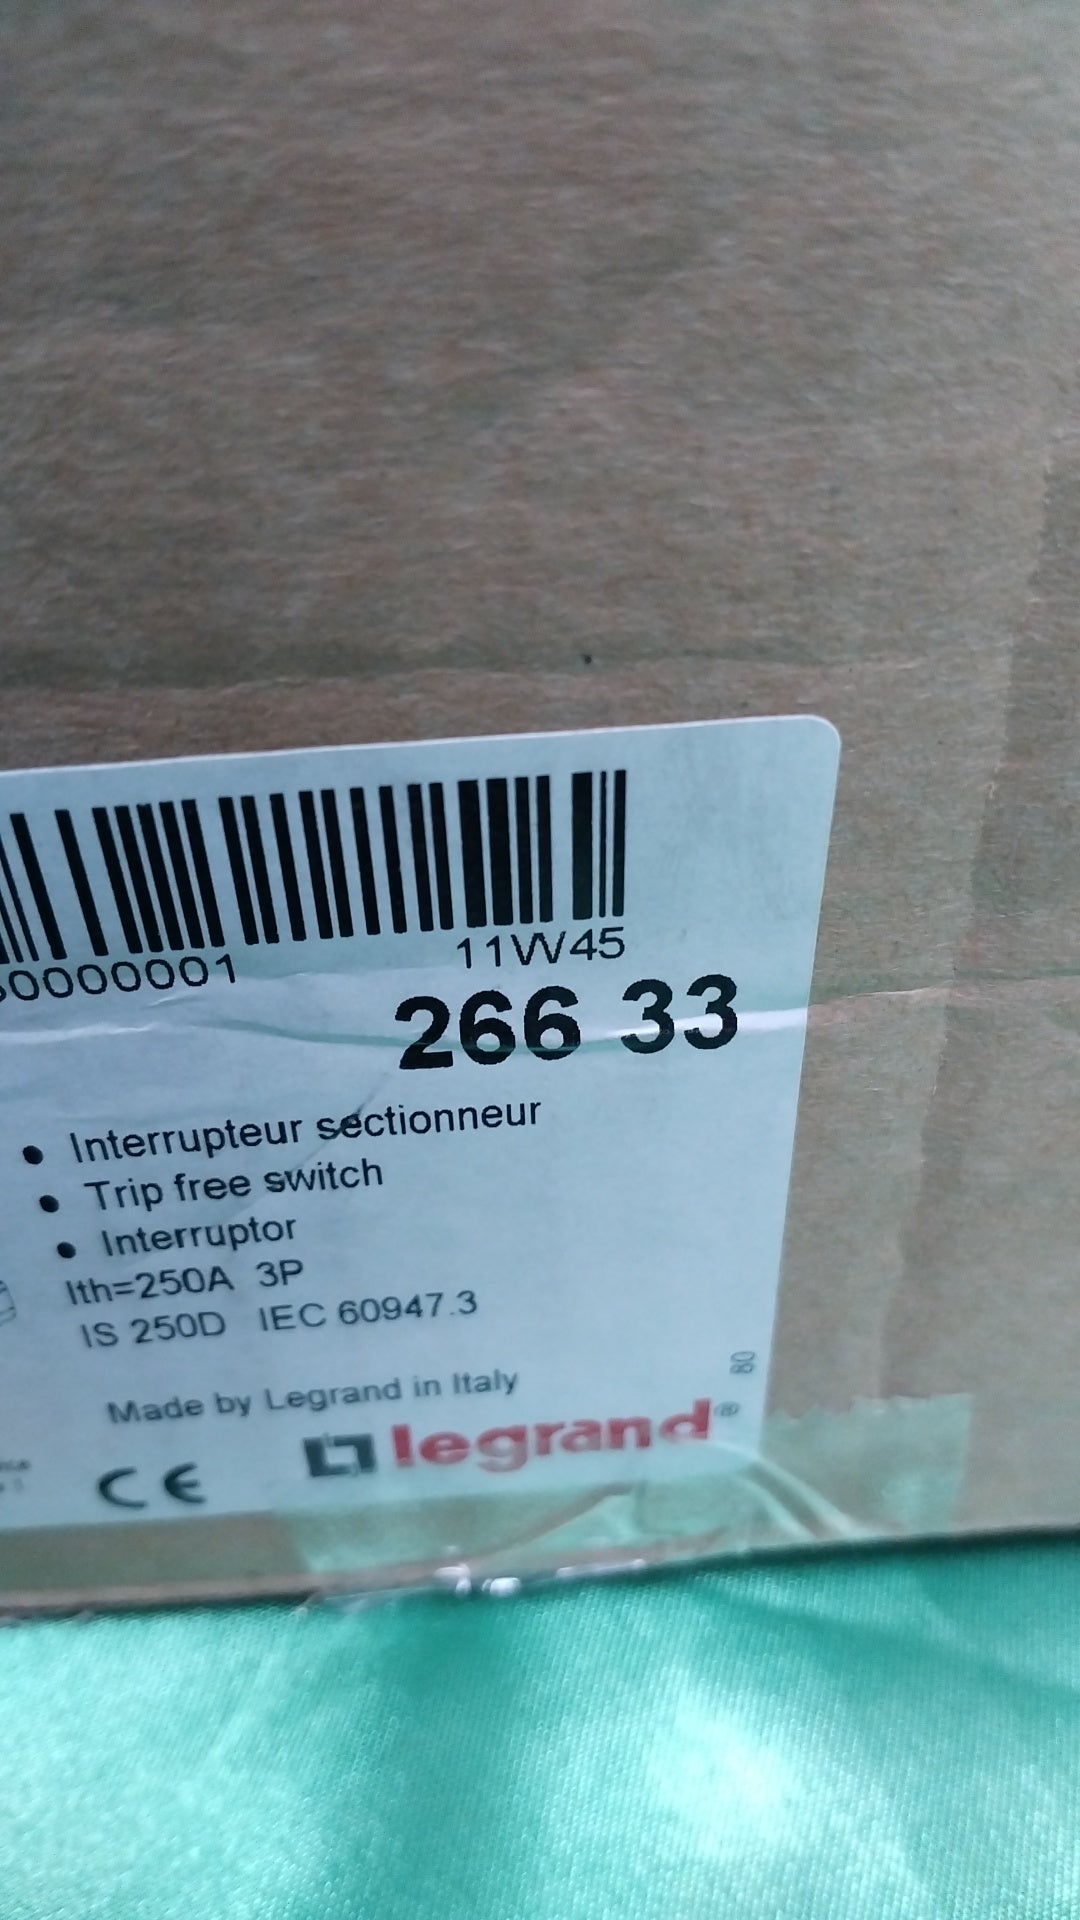 0000001
11W45
266 33
• Interrupteur sectionneur
• Trip free switch
• Interruptor
Ith=250A 3P
IS 250D IEC 60947.3
80
Made by Legrand in Italy
CE
legrand®